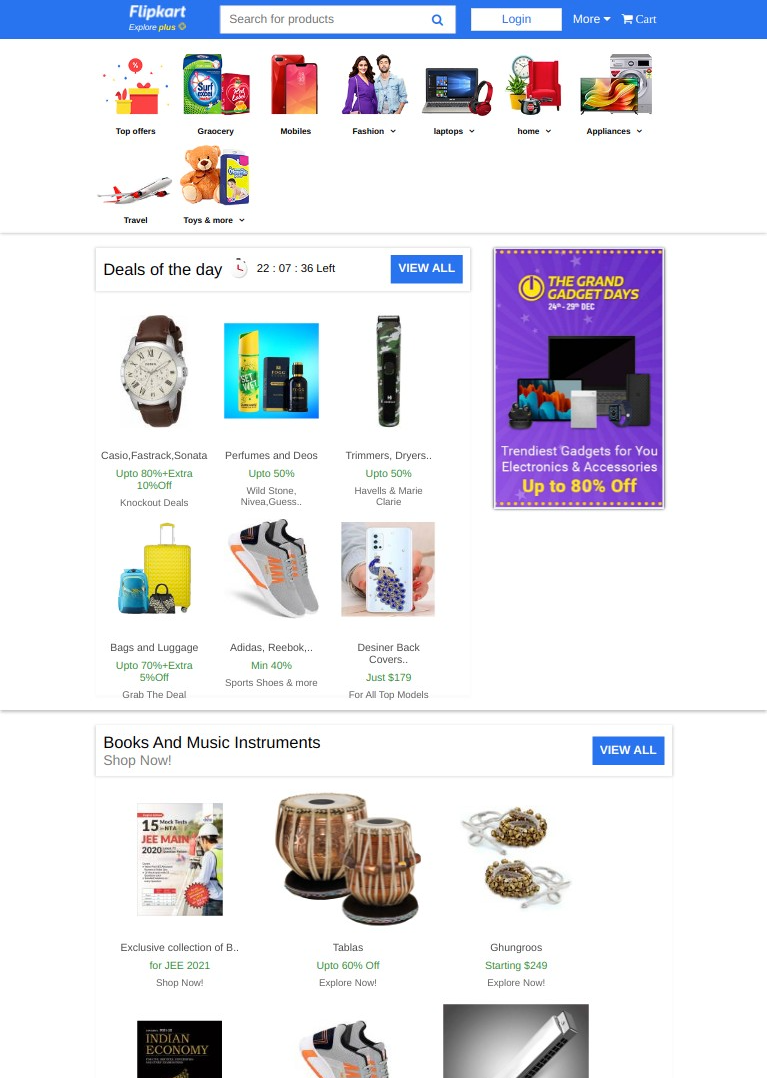 Flipkart
Explore plus
Search for products
Login
More
Cart
Top offers
Graocery
Mobiles
Fashion
laptops
home
Appliances
Travel
Toys & more
Deals of the day
22 : 07 : 36 Left
VIEW ALL
THE GRAND
GADGET DAYS
24th - 29th DEC
Trendiest Gadgets for You
Electronics & Accessories
Up to 80% Off
Casio,Fastrack,Sonata
Upto 80%+Extra
10%Off
Knockout Deals
SET
WET
Perfumes and Deos
Upto 50%
Wild Stone,
Nivea,Guess..
Trimmers, Dryers..
Upto 50%
Havells & Marie
Clarie
Bags and Luggage
Upto 70%+Extra
5%Off
Grab The Deal
Adidas, Reebok,..
Min 40%
Sports Shoes & more
Desiner Back
Covers..
Just $179
For All Top Models
Books And Music Instruments
Shop Now!
VIEW ALL
15 Mock Tests
JEE MAIN
2020
Exclusive collection of B..
for JEE 2021
Shop Now!
Tablas
Upto 60% Off
Explore Now!
Ghungroos
Starting $249
Explore Now!
INDIAN
ECONOMY